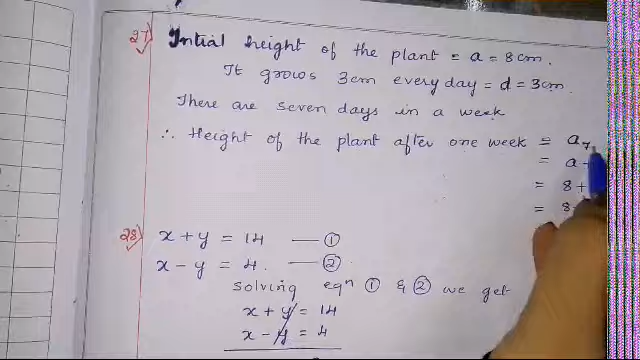 27) Intial height of the plant = a = 8cm.
It grows 3cm every day = d = 3cm.
There are seven days in a week
∴ Height of the plant after one week = a₇
= a
= 8 +
= 8
28) x + y = 14 — ①
x - y = 4. — ②
solving eqn ① & ② we get
x + y = 14
x - y = 4